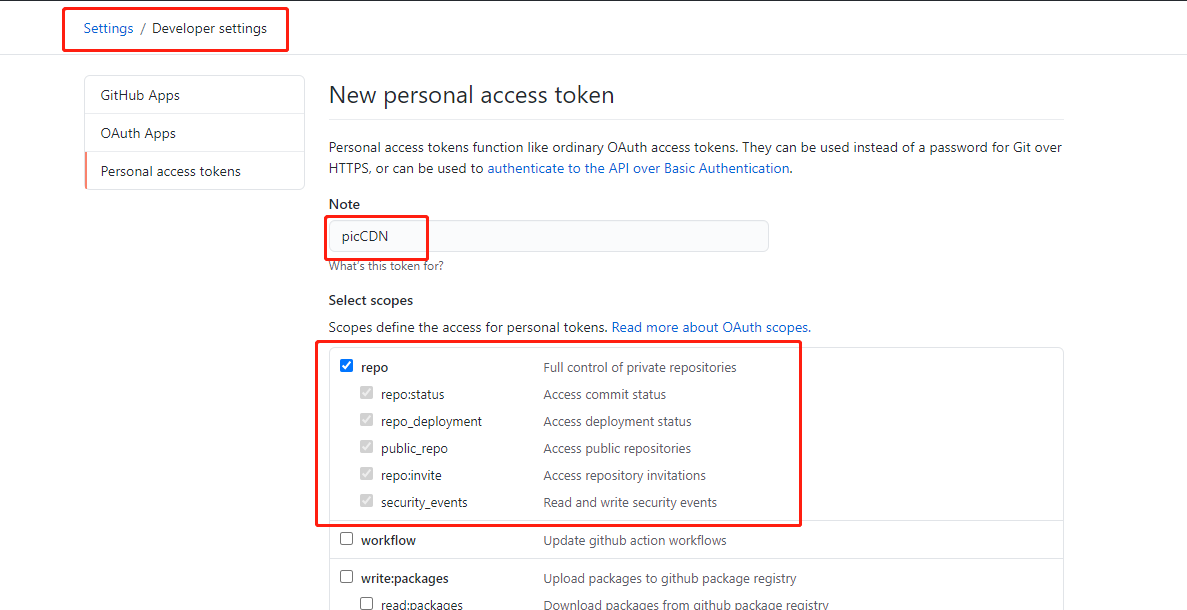 Settings / Developer settings
GitHub Apps
OAuth Apps
Personal access tokens
New personal access token
Personal access tokens function like ordinary OAuth access tokens. They can be used instead of a password for Git over
HTTPS, or can be used to authenticate to the API over Basic Authentication.
Note
picCDN
What's this token for?
Select scopes
Scopes define the access for personal tokens. Read more about OAuth scopes.
repo Full control of private repositories
repo:status Access commit status
repo_deployment Access deployment status
public_repo Access public repositories
repo:invite Access repository invitations
security_events Read and write security events
workflow Update github action workflows
write:packages Upload packages to github package registry
read:packages Download packages from github package registry